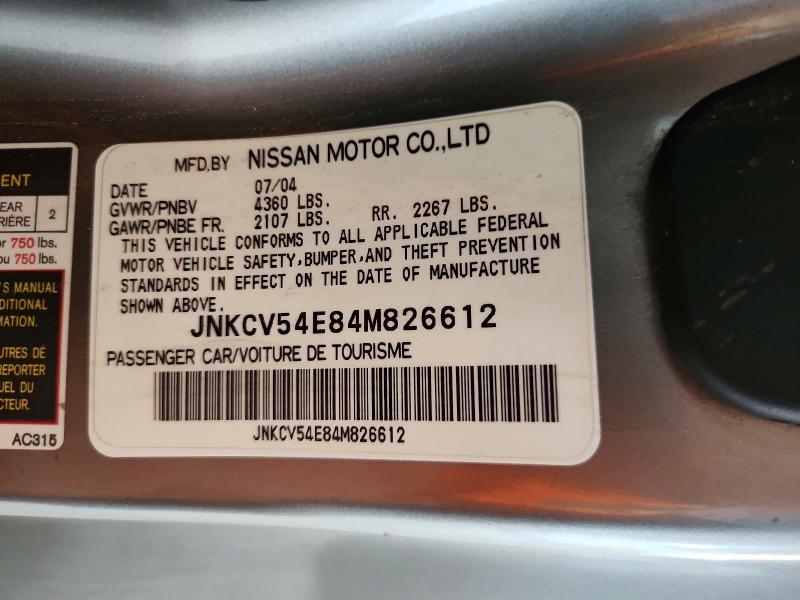 MFD.BY NISSAN MOTOR CO.,LTD
DATE 07/04
GVWR/PNBV 4360 LBS.
GAWR/PNBE FR. 2107 LBS. RR. 2267 LBS.
THIS VEHICLE CONFORMS TO ALL APPLICABLE FEDERAL
MOTOR VEHICLE SAFETY,BUMPER,AND THEFT PREVENTION
STANDARDS IN EFFECT ON THE DATE OF MANUFACTURE
SHOWN ABOVE.
JNKCV54E84M826612
PASSENGER CAR/VOITURE DE TOURISME
JNKCV54E84M826612
ENT
EAR
RIÈRE 2
or 750 lbs.
ou 750 lbs.
'S MANUAL
DITIONAL
MATION.
UTRES DÉ
REPORTER
UEL DU
CTEUR.
AC315